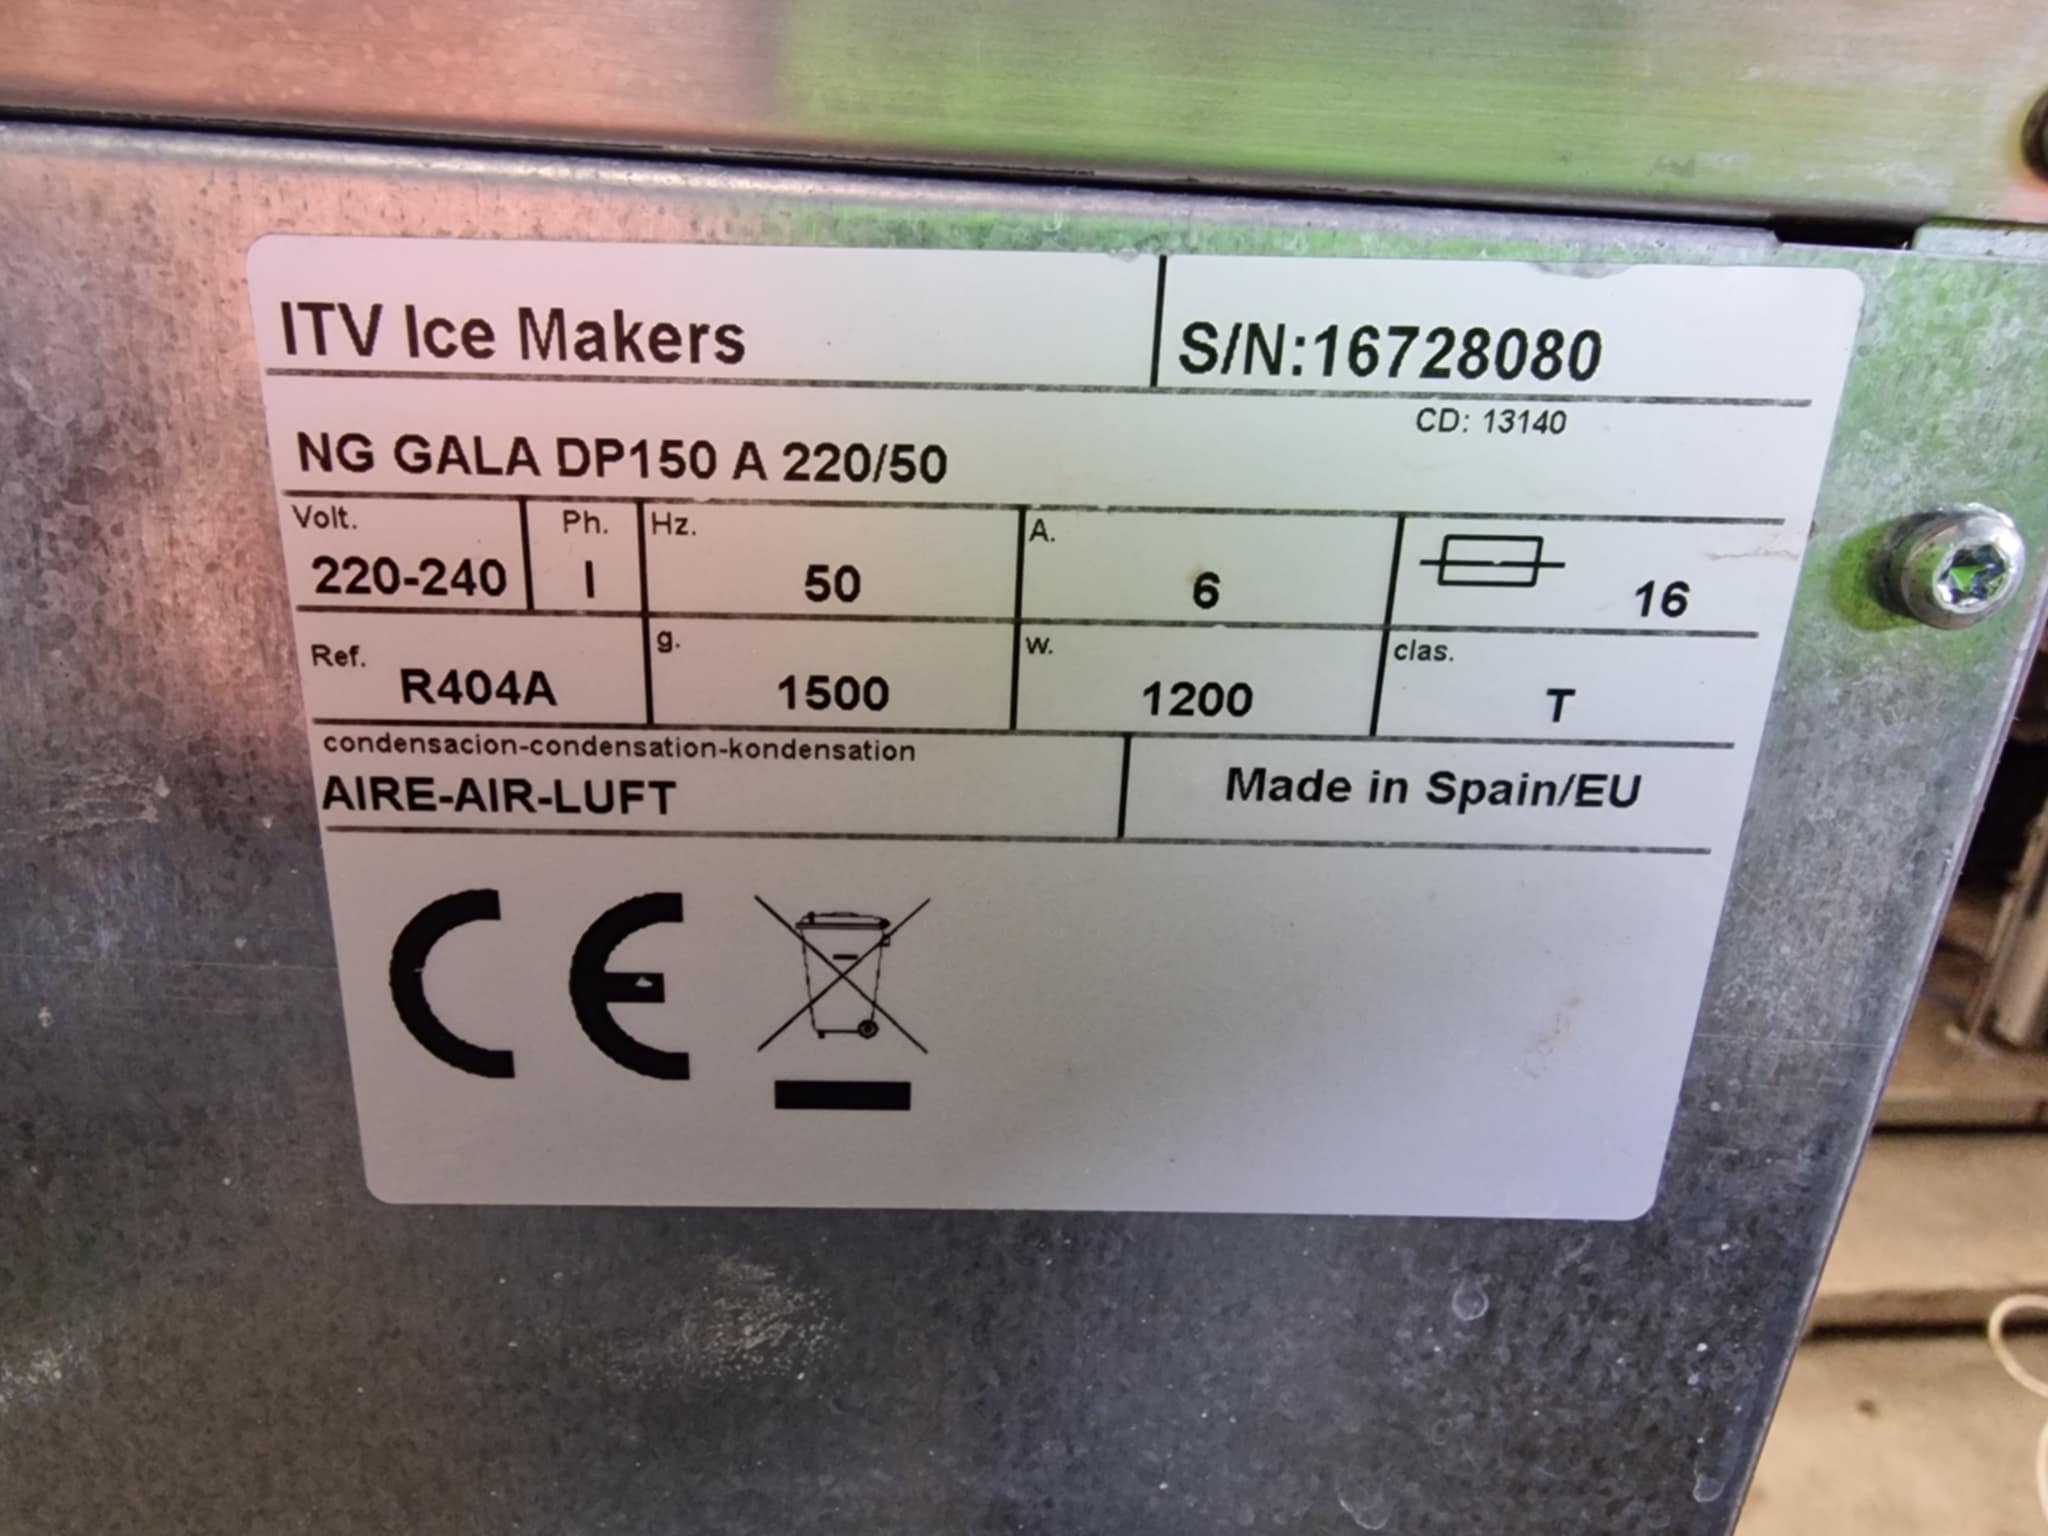 ITV Ice Makers
S/N:16728080
CD: 13140
NG GALA DP150 A 220/50
Volt. Ph. Hz. A.
220-240 I 50 6 16
Ref. g. w. clas.
R404A 1500 1200 T
condensacion-condensation-kondensation
AIRE-AIR-LUFT
Made in Spain/EU
CE